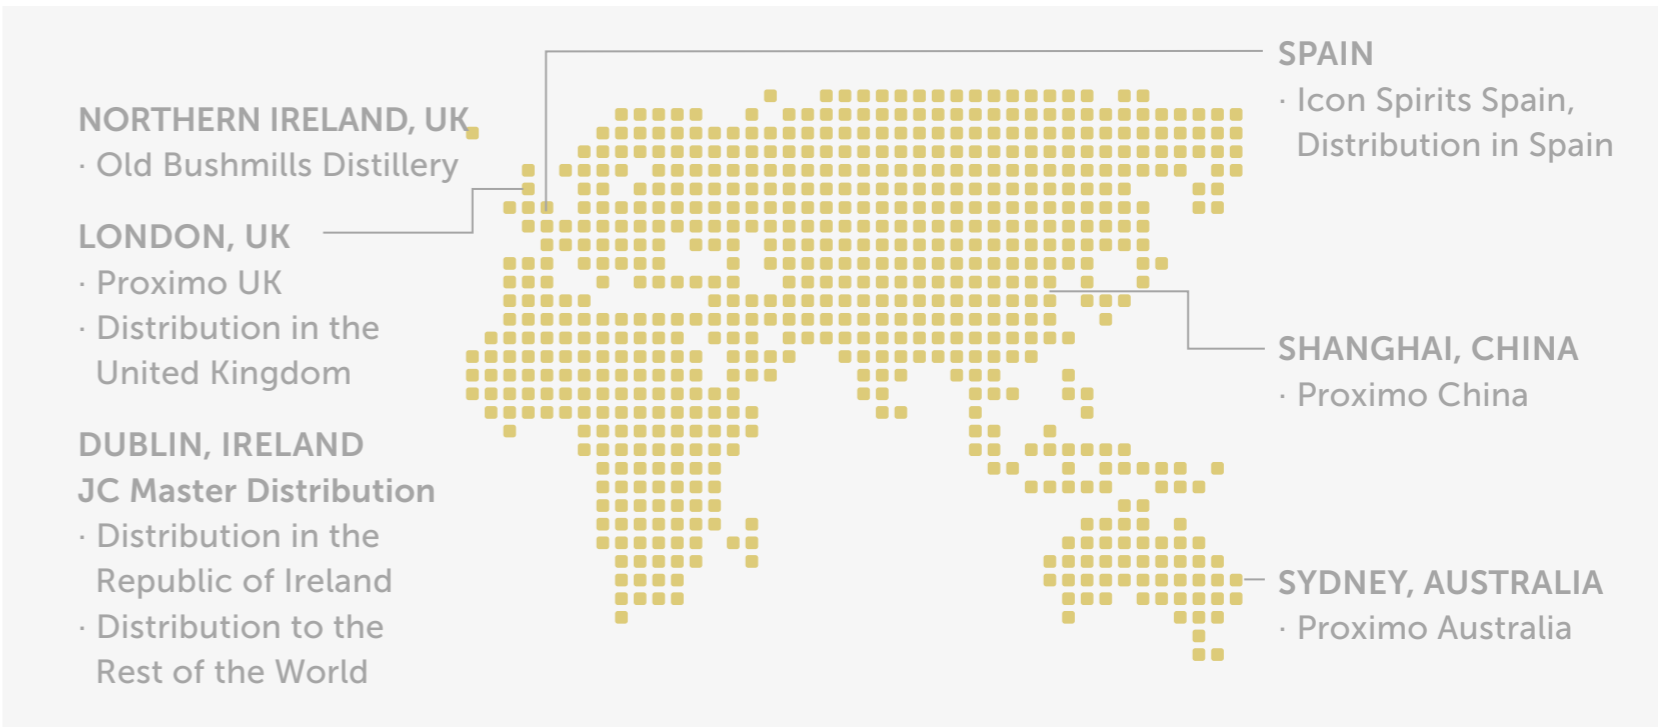 NORTHERN IRELAND, UK
· Old Bushmills Distillery
LONDON, UK
· Proximo UK
· Distribution in the
United Kingdom
DUBLIN, IRELAND
JC Master Distribution
· Distribution in the
Republic of Ireland
· Distribution to the
Rest of the World
SPAIN
· Icon Spirits Spain,
Distribution in Spain
SHANGHAI, CHINA
· Proximo China
SYDNEY, AUSTRALIA
· Proximo Australia